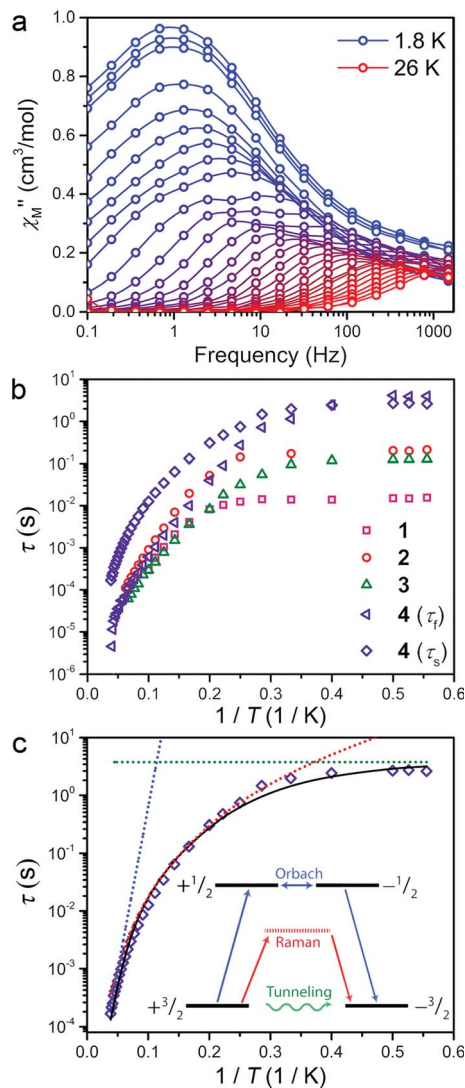 a
1.0
0.8
0.6
0.4
0.2
0.0
χM" (cm³/mol)
1.8 K
26 K
0.1 1 10 100 1000
Frequency (Hz)
b
10¹
10⁰
10⁻¹
10⁻²
10⁻³
10⁻⁴
10⁻⁵
10⁻⁶
τ (s)
1
2
3
4 (τf)
4 (τs)
0.0 0.1 0.2 0.3 0.4 0.5 0.6
1 / T (1 / K)
c
10²
10⁰
10⁻¹
10⁻²
10⁻³
10⁻⁴
τ (s)
+1/2 Orbach −1/2
Raman
Tunneling
+3/2 −3/2
0.0 0.1 0.2 0.3 0.4 0.5 0.6
1 / T (1 / K)